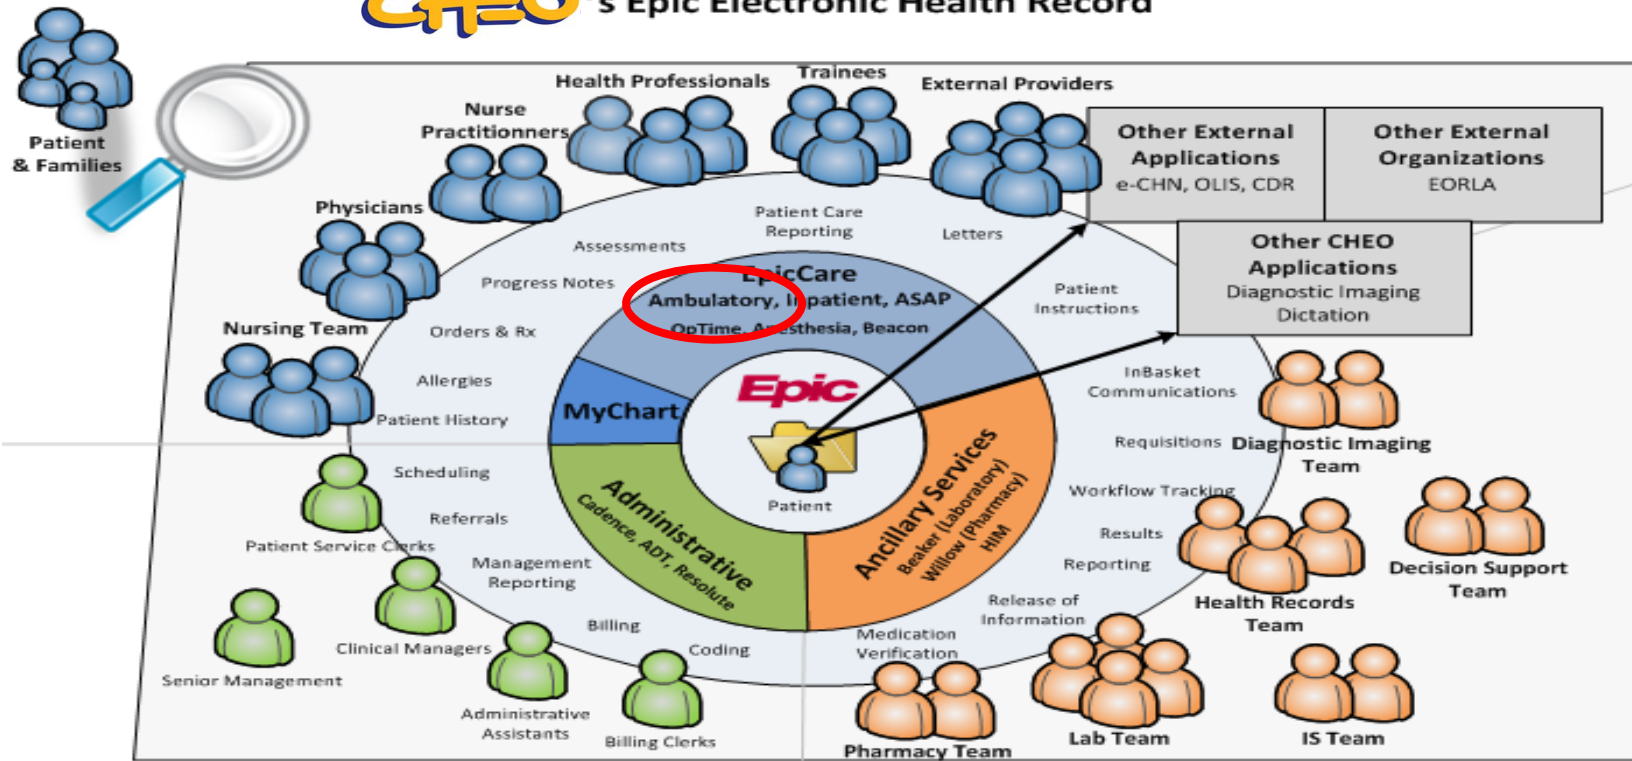 CHEO's Epic Electronic Health Record
Patient
& Families
Health Professionals
Trainees
External Providers
Nurse
Practitionners
Physicians
Nursing Team
Other External
Applications
e-CHN, OLIS, CDR
Other External
Organizations
EORLA
Other CHEO
Applications
Diagnostic Imaging
Dictation
Patient Care
Reporting
Letters
Assessments
Progress Notes
Orders & Rx
Allergies
Patient History
Patient
Instructions
InBasket
Communications
Requisitions
Workflow Tracking
Results
Reporting
Release of
Information
Medication
Verification
Scheduling
Referrals
Management
Reporting
Billing
Coding
EpicCare
Ambulatory, Inpatient, ASAP
OpTime, Anesthesia, Beacon
MyChart
Epic
Patient
Administrative
Cadence, ADT, Resolute
Ancillary Services
Beaker (Laboratory)
Willow (Pharmacy)
HIM
Patient Service Clerks
Senior Management
Clinical Managers
Administrative
Assistants
Billing Clerks
Diagnostic Imaging
Team
Decision Support
Team
Health Records
Team
Pharmacy Team
Lab Team
IS Team